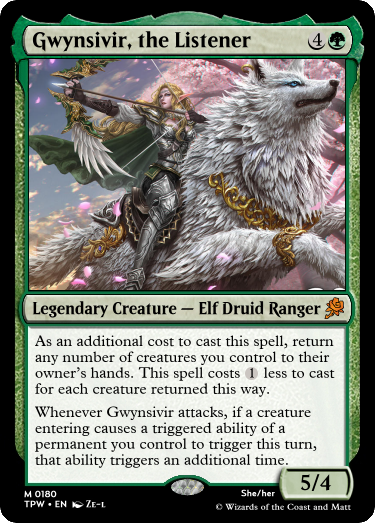 Gwynsivir, the Listener 4
Legendary Creature — Elf Druid Ranger
As an additional cost to cast this spell, return
any number of creatures you control to their
owner's hands. This spell costs 1 less to cast
for each creature returned this way.
Whenever Gwynsivir attacks, if a creature
entering causes a triggered ability of a
permanent you control to trigger this turn,
that ability triggers an additional time.
5/4
M 0180 She/her
TPW • EN Ze-l © Wizards of the Coast and Matt